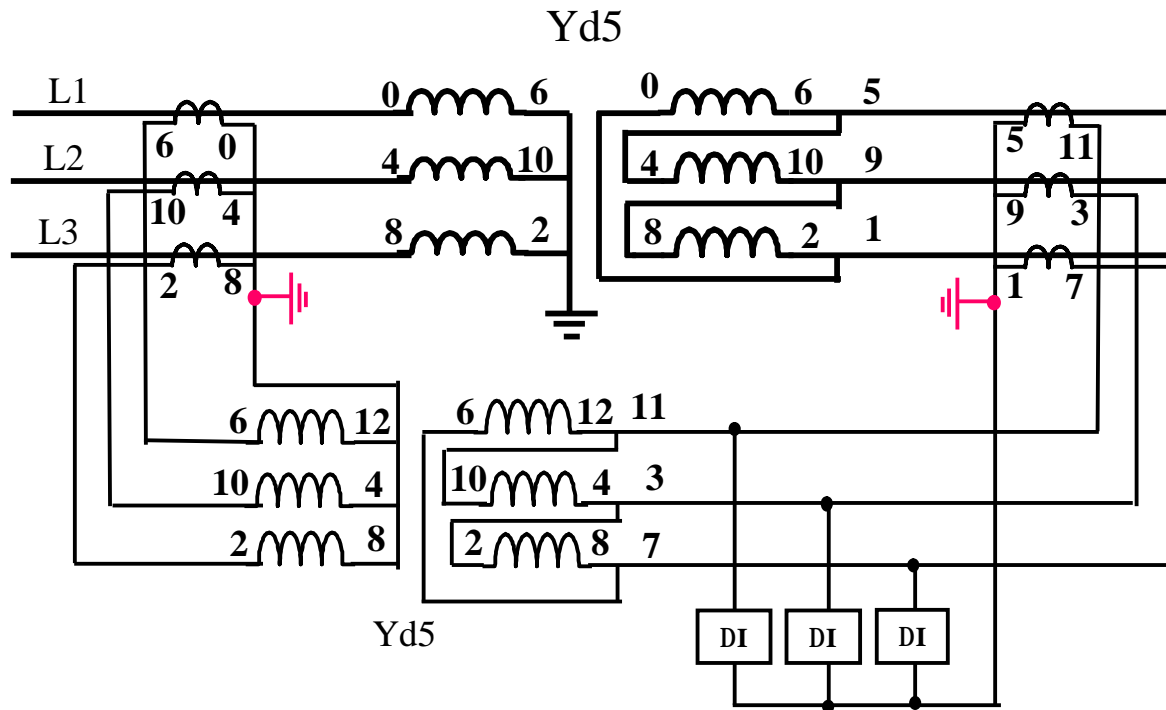 Yd5
L1 0 6 0 6 5
6 0 5 11
L2 4 10 4 10 9
10 4 9 3
L3 8 2 8 2 1
2 8 1 7
6 12 6 12 11
10 4 10 4 3
2 8 2 8 7
Yd5
DI DI DI